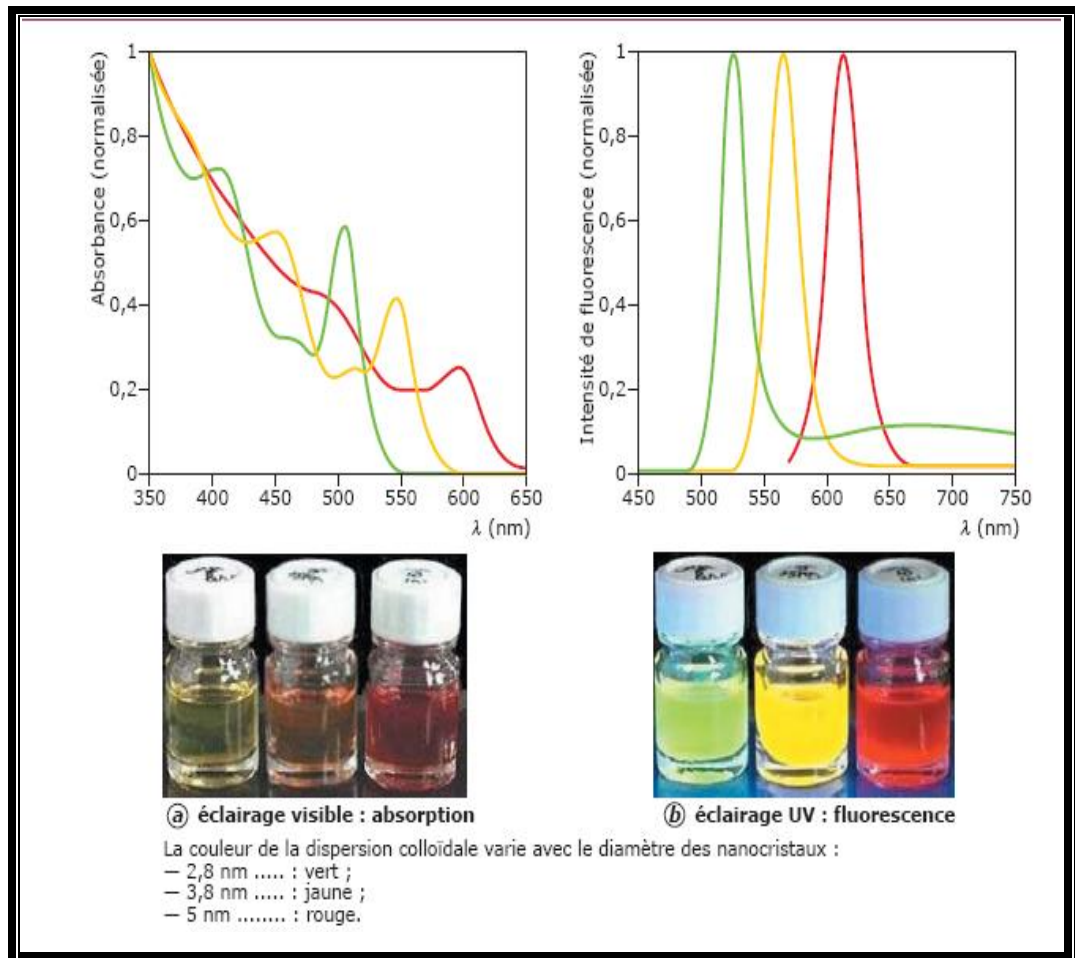 Absorbance (normalisée)
1
0,8
0,6
0,4
0,2
0
350 400 450 500 550 600 650
λ (nm)
Intensité de fluorescence (normalisée)
1
0,8
0,6
0,4
0,2
0
450 500 550 600 650 700 750
λ (nm)
ⓐ éclairage visible : absorption
ⓑ éclairage UV : fluorescence
La couleur de la dispersion colloïdale varie avec le diamètre des nanocristaux :
— 2,8 nm ..... : vert ;
— 3,8 nm ..... : jaune ;
— 5 nm ........ : rouge.